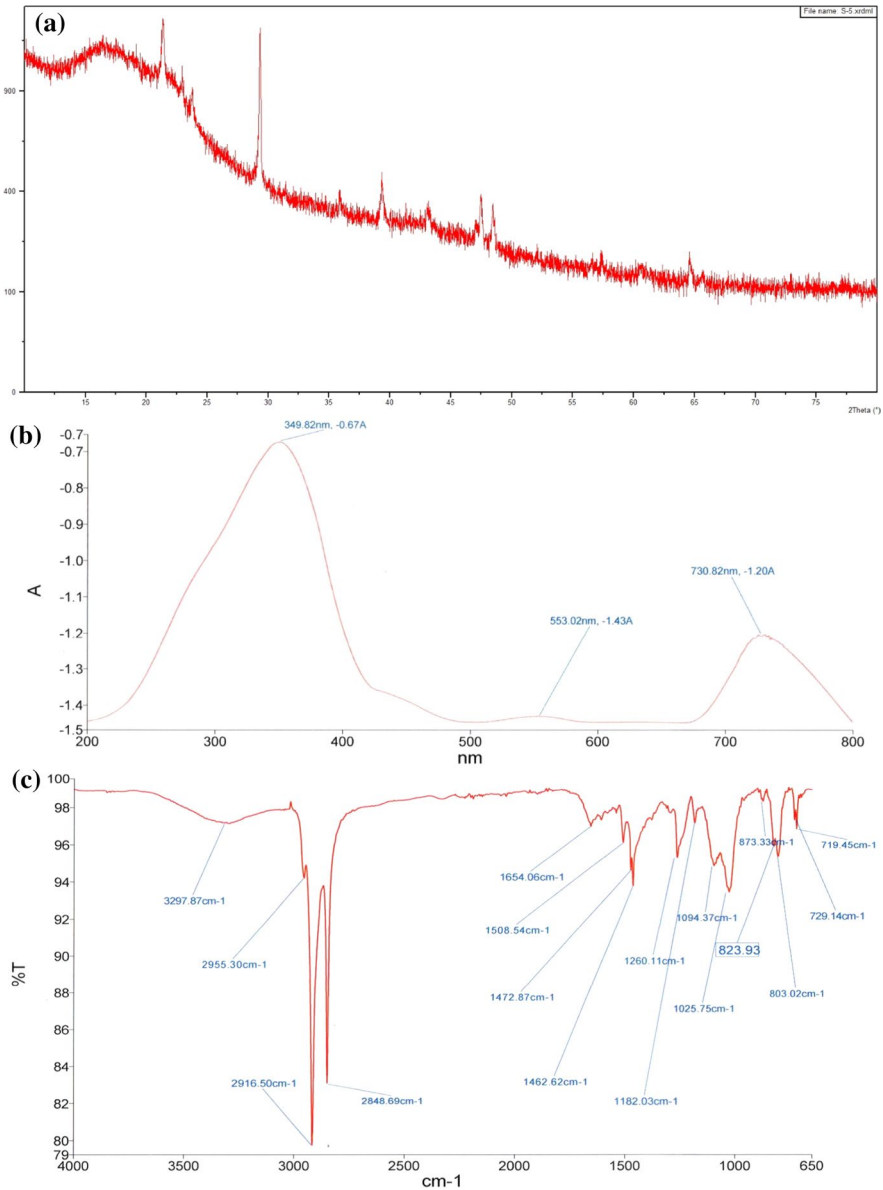 (a)
File name: S-5.xrdml
900
400
100
0
15 20 25 30 35 40 45 50 55 60 65 70 75
2Theta (°)
(b)
349.82nm, -0.67A
-0.7
-0.7
-0.8
-0.9
-1.0
-1.1
-1.2
-1.3
-1.4
-1.5
A
730.82nm, -1.20A
553.02nm, -1.43A
200 300 400 500 600 700 800
nm
(c)
100
98
96
94
92
90
88
86
84
82
80
79
%T
3297.87cm-1
2955.30cm-1
2916.50cm-1
2848.69cm-1
1654.06cm-1
1508.54cm-1
1472.87cm-1
1462.62cm-1
1260.11cm-1
1182.03cm-1
1094.37cm-1
1025.75cm-1
873.33cm-1
823.93
803.02cm-1
729.14cm-1
719.45cm-1
4000 3500 3000 2500 2000 1500 1000 650
cm-1